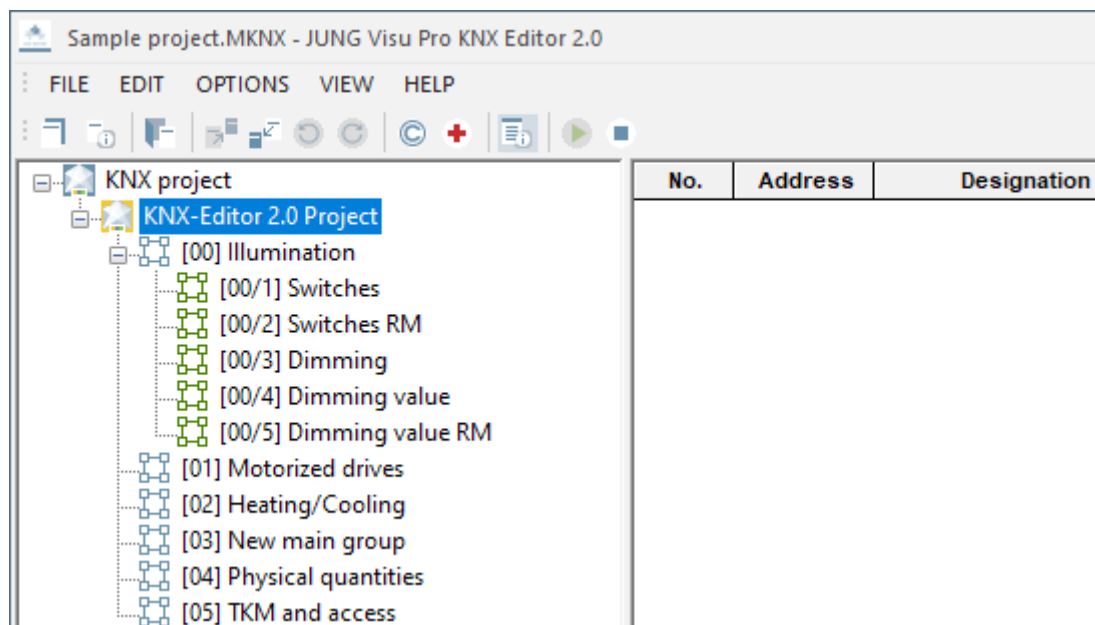 Sample project.MKNX - JUNG Visu Pro KNX Editor 2.0
FILE EDIT OPTIONS VIEW HELP
KNX project
KNX-Editor 2.0 Project
[00] Illumination
[00/1] Switches
[00/2] Switches RM
[00/3] Dimming
[00/4] Dimming value
[00/5] Dimming value RM
[01] Motorized drives
[02] Heating/Cooling
[03] New main group
[04] Physical quantities
[05] TKM and access
No. Address Designation